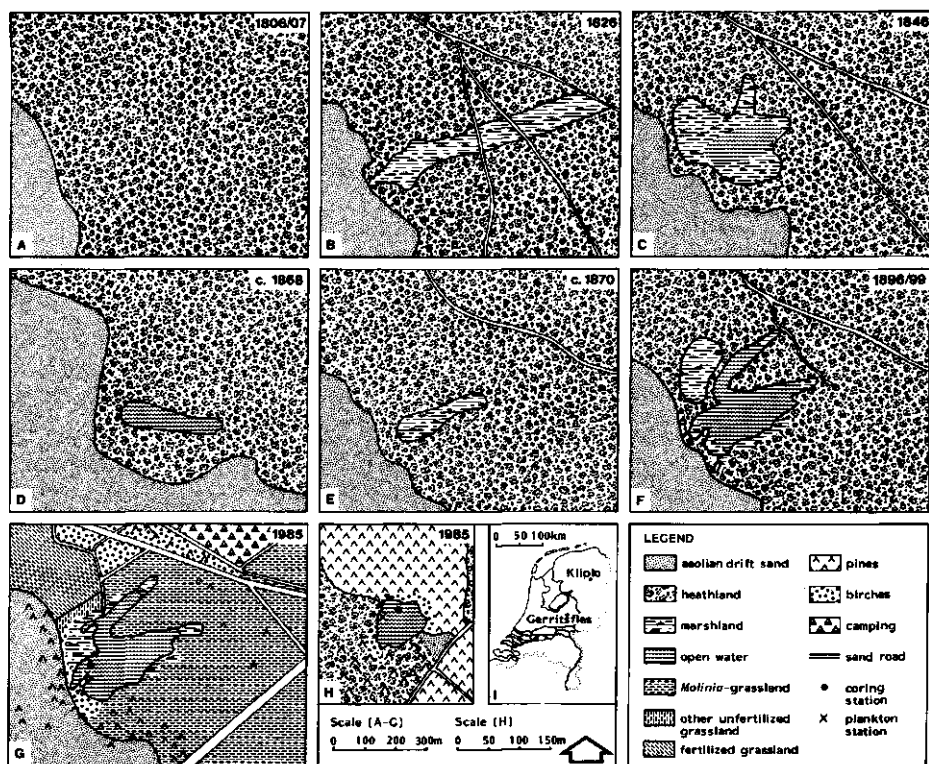 1806/07
A
1826
B
1846
C
c. 1868
D
c. 1870
E
1896/99
F
1985
G
1985
H
0 50 100km
Kliplo
Gerritsfles
I
Scale (A-G)
0 100 200 300m
Scale (H)
0 50 100 150m
LEGEND
aeolian drift sand
heathland
marshland
open water
Molinia-grassland
other unfertilized
grassland
fertilized grassland
pines
birches
camping
sand road
coring
station
plankton
station